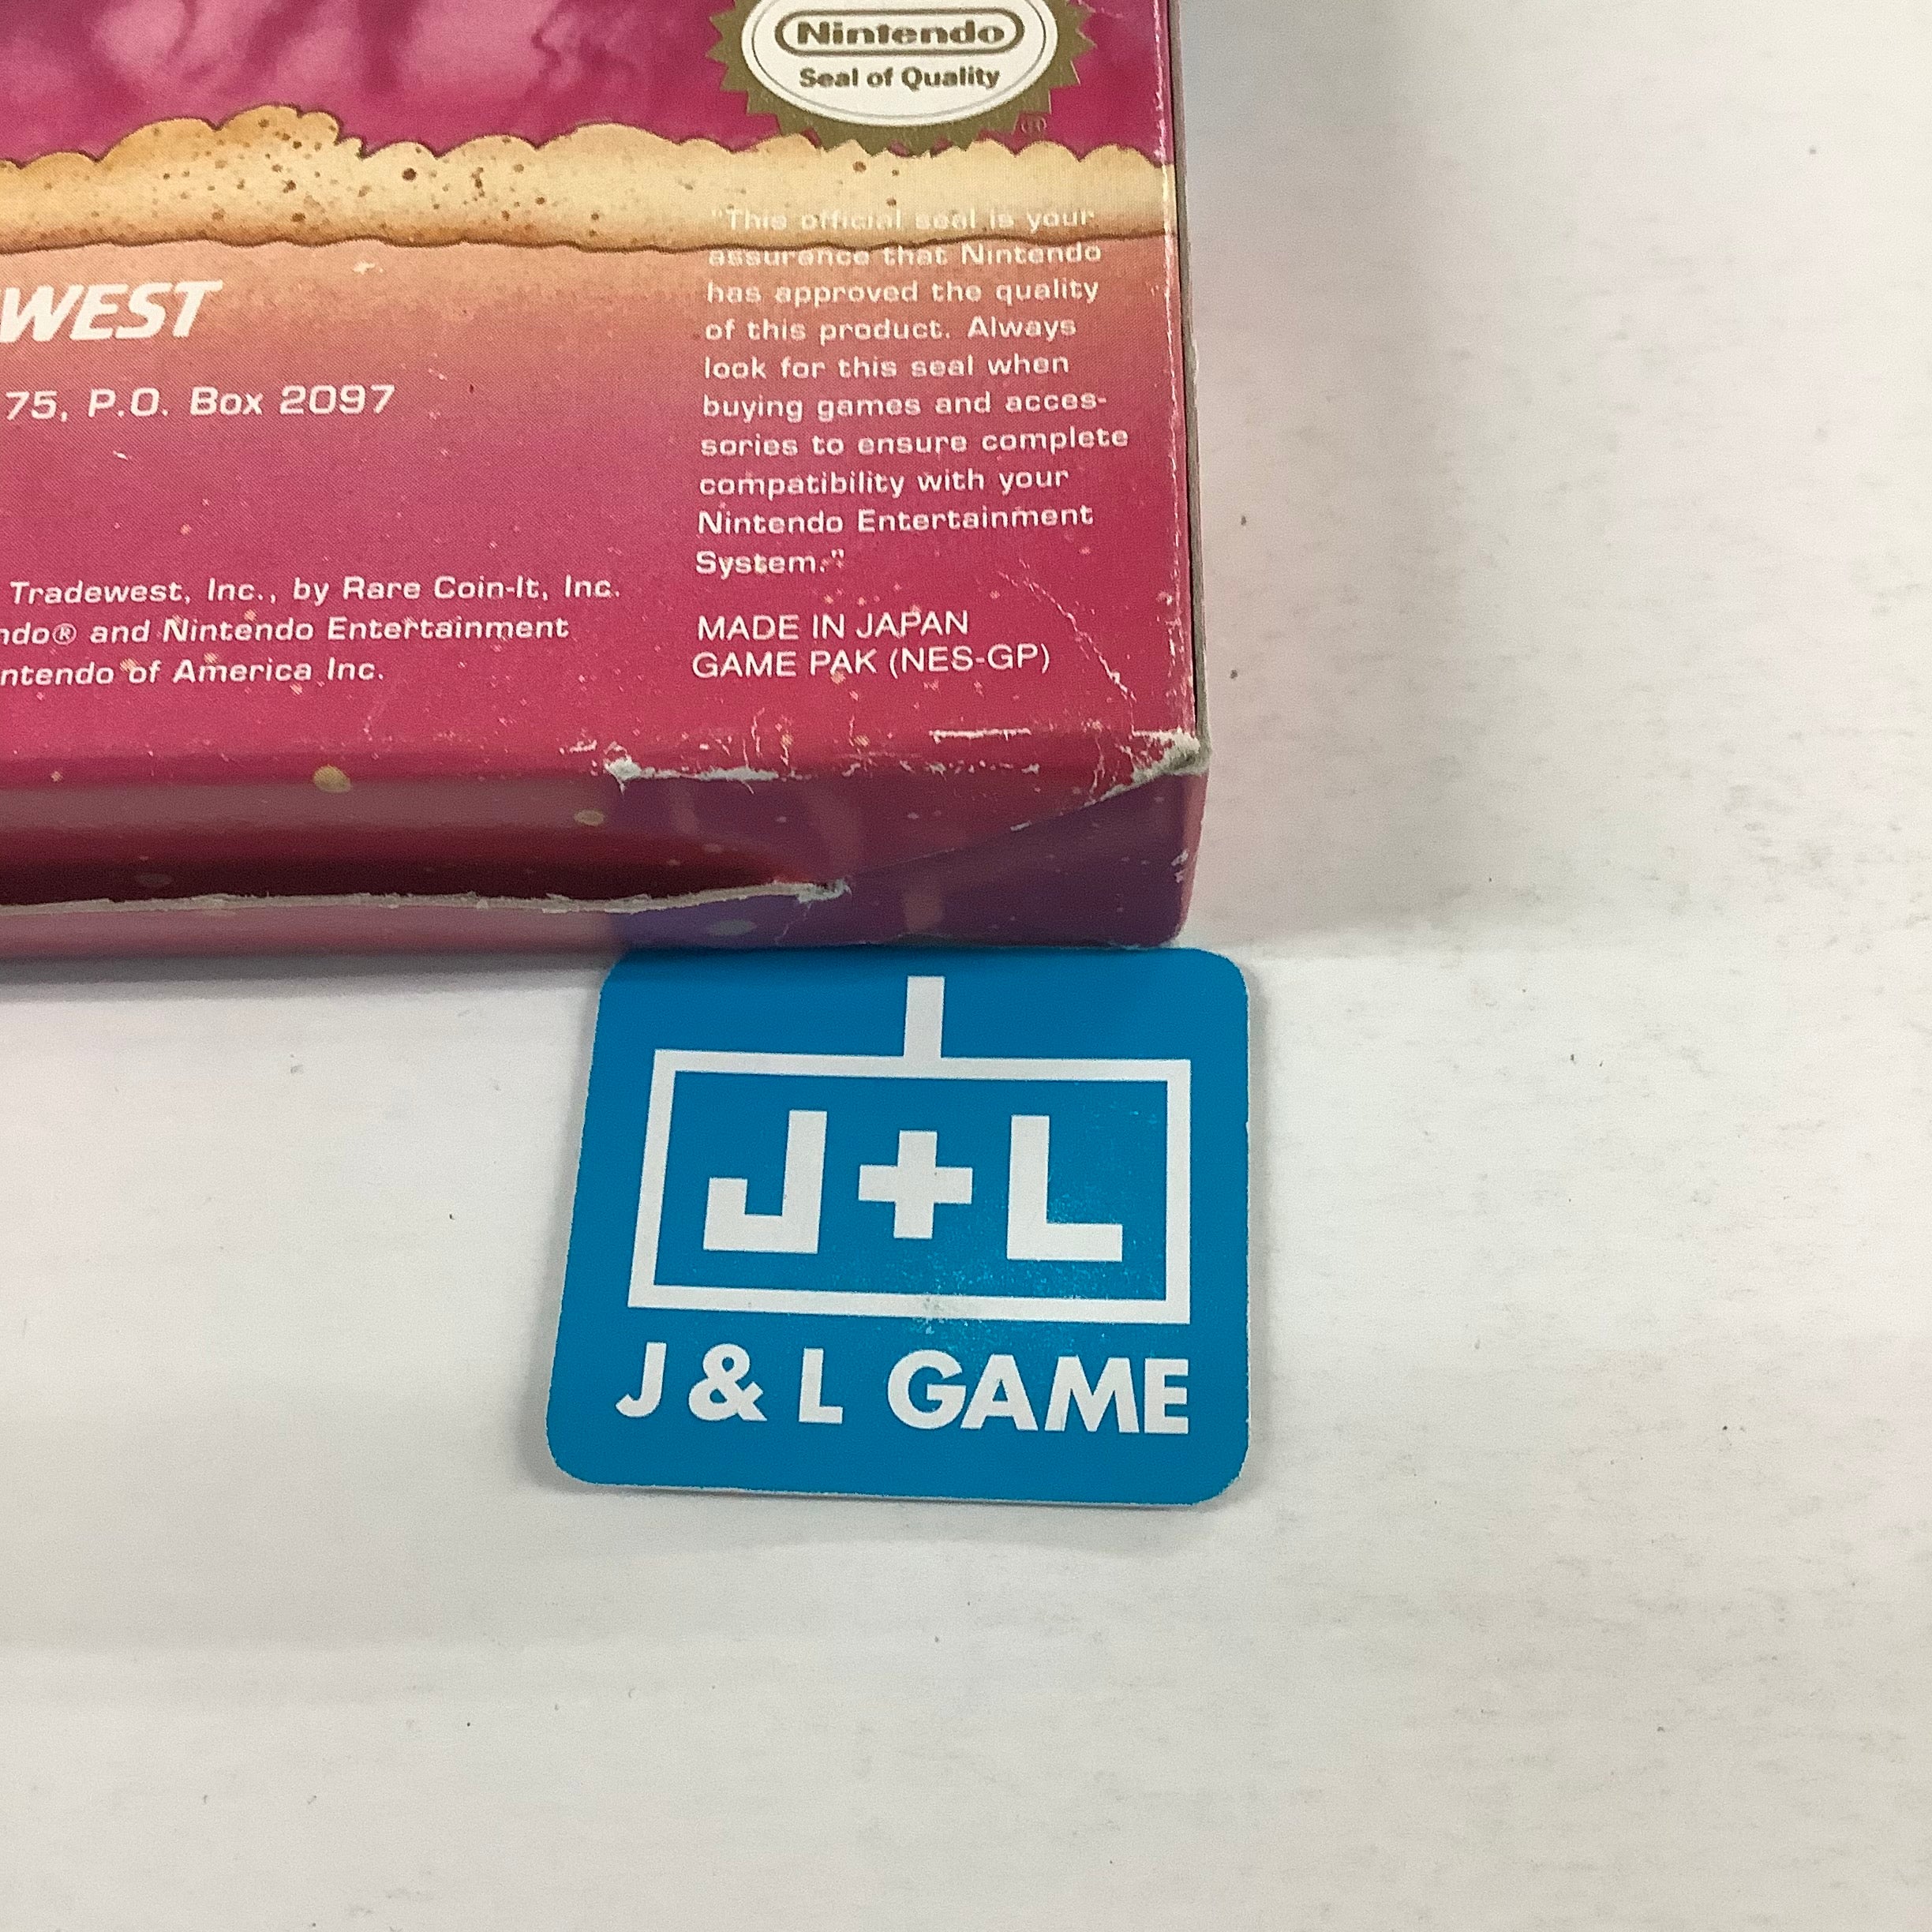 Nintendo
Seal of Quality
"This official seal is your
assurance that Nintendo
has approved the quality
of this product. Always
look for this seal when
buying games and acces-
sories to ensure complete
compatibility with your
Nintendo Entertainment
System."
MADE IN JAPAN
GAME PAK (NES-GP)
WEST
75, P.O. Box 2097
Tradewest, Inc., by Rare Coin-It, Inc.
ndo® and Nintendo Entertainment
ntendo of America Inc.
J+L
J & L GAME